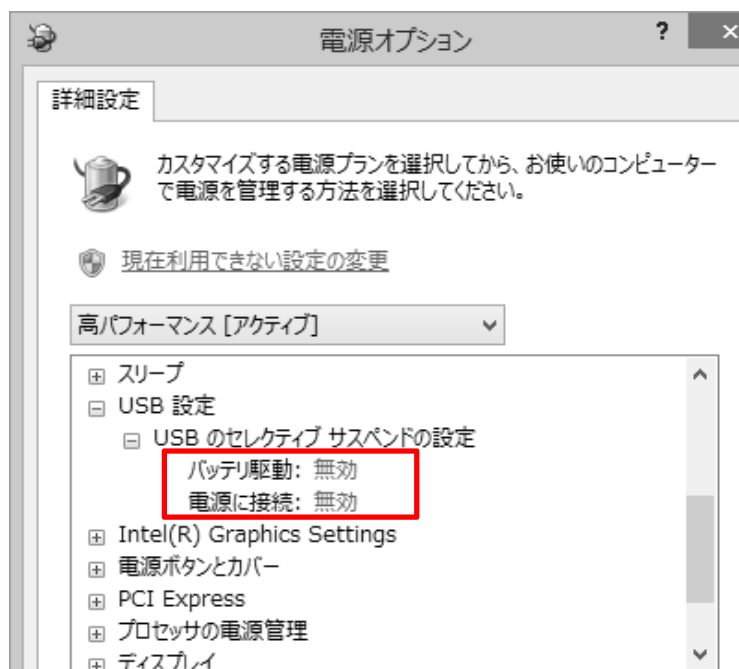 電源オプション
?
詳細設定
カスタマイズする電源プランを選択してから、お使いのコンピューター
で電源を管理する方法を選択してください。
現在利用できない設定の変更
高パフォーマンス [アクティブ]
スリープ
USB 設定
USB のセレクティブ サスペンドの設定
バッテリ駆動: 無効
電源に接続: 無効
Intel(R) Graphics Settings
電源ボタンとカバー
PCI Express
プロセッサの電源管理
ディスプレイ